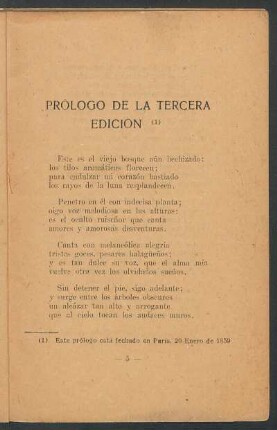 PROLOGO DE LA TERCERA
EDICION (1)
Este es el viejo bosque aún hechizado;
los tilos aromáticos florecen;
para endulzar mi corazón hastiado
los rayos de la luna resplandecen.
Penetro en él con indecisa planta;
oigo voz melodiosa en las alturas:
es el oculto ruiseñor que canta
amores y amorosas desventuras.
Canta con melancólica alegría
tristes goces, pesares halagüeños;
y es tan dulce su voz, que el alma mía
vuelve otra vez los olvidados sueños.
Sin detener el pie, sigo adelante;
y surge entre los árboles obscuros
un alcázar tan alto y arrogante
que al cielo tocan los audaces muros.
(1) Este prólogo está fechado en París, 20 Enero de 1839
— 5 —